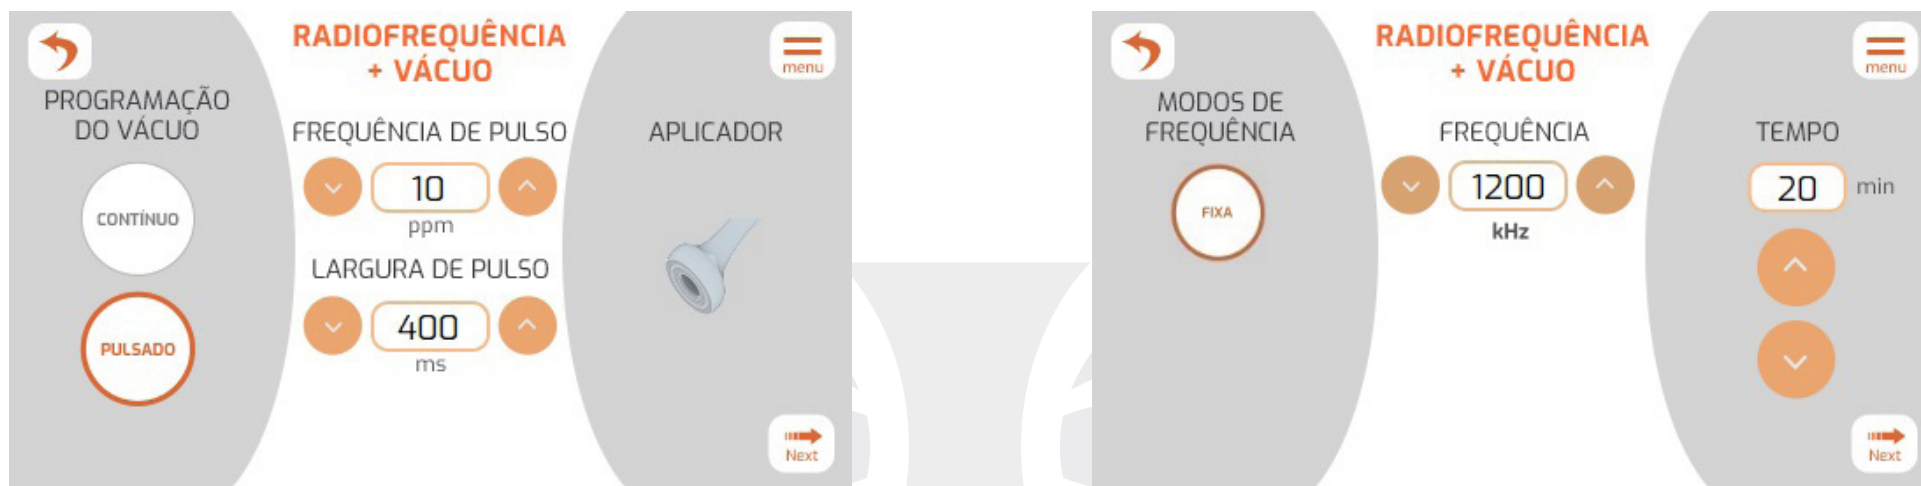 RADIOFREQUÊNCIA
+ VÁCUO
menu
PROGRAMAÇÃO
DO VÁCUO
CONTÍNUO
PULSADO
FREQUÊNCIA DE PULSO
10
ppm
LARGURA DE PULSO
400
ms
APLICADOR
Next
RADIOFREQUÊNCIA
+ VÁCUO
menu
MODOS DE
FREQUÊNCIA
FIXA
FREQUÊNCIA
1200
kHz
TEMPO
20 min
Next